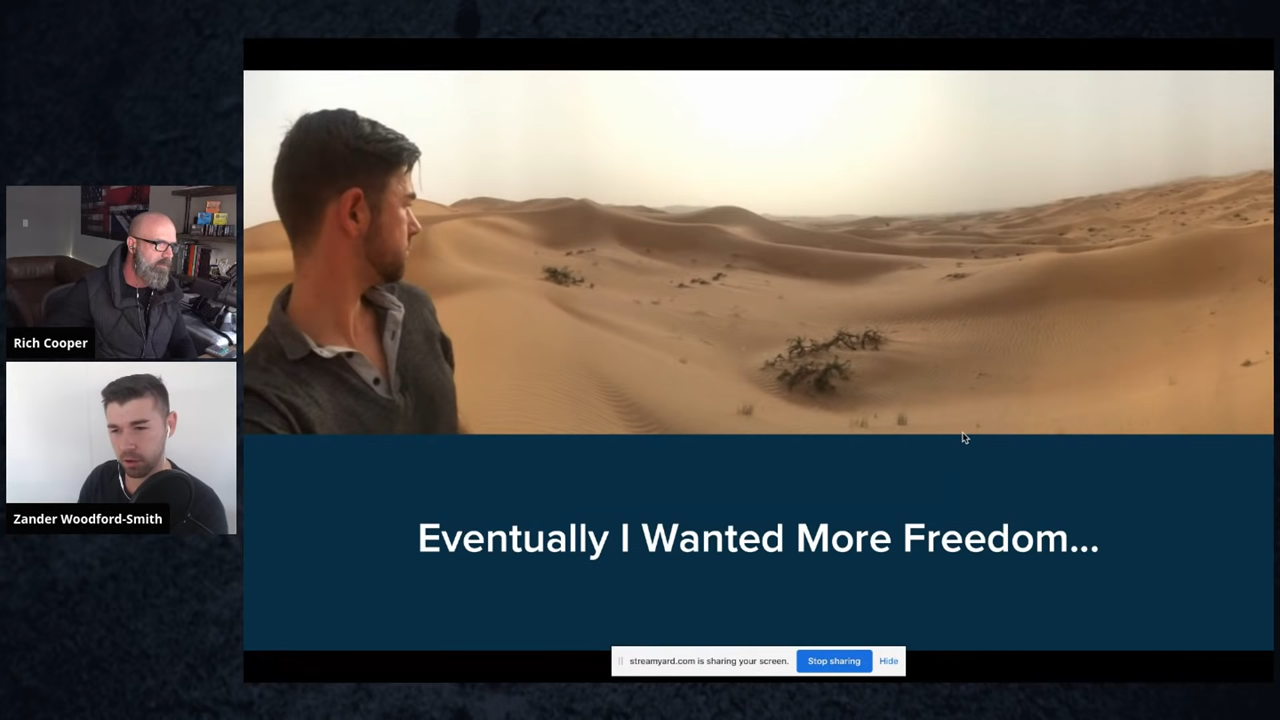 Rich Cooper
Zander Woodford-Smith
Eventually I Wanted More Freedom...
streamyard.com is sharing your screen. Stop sharing Hide